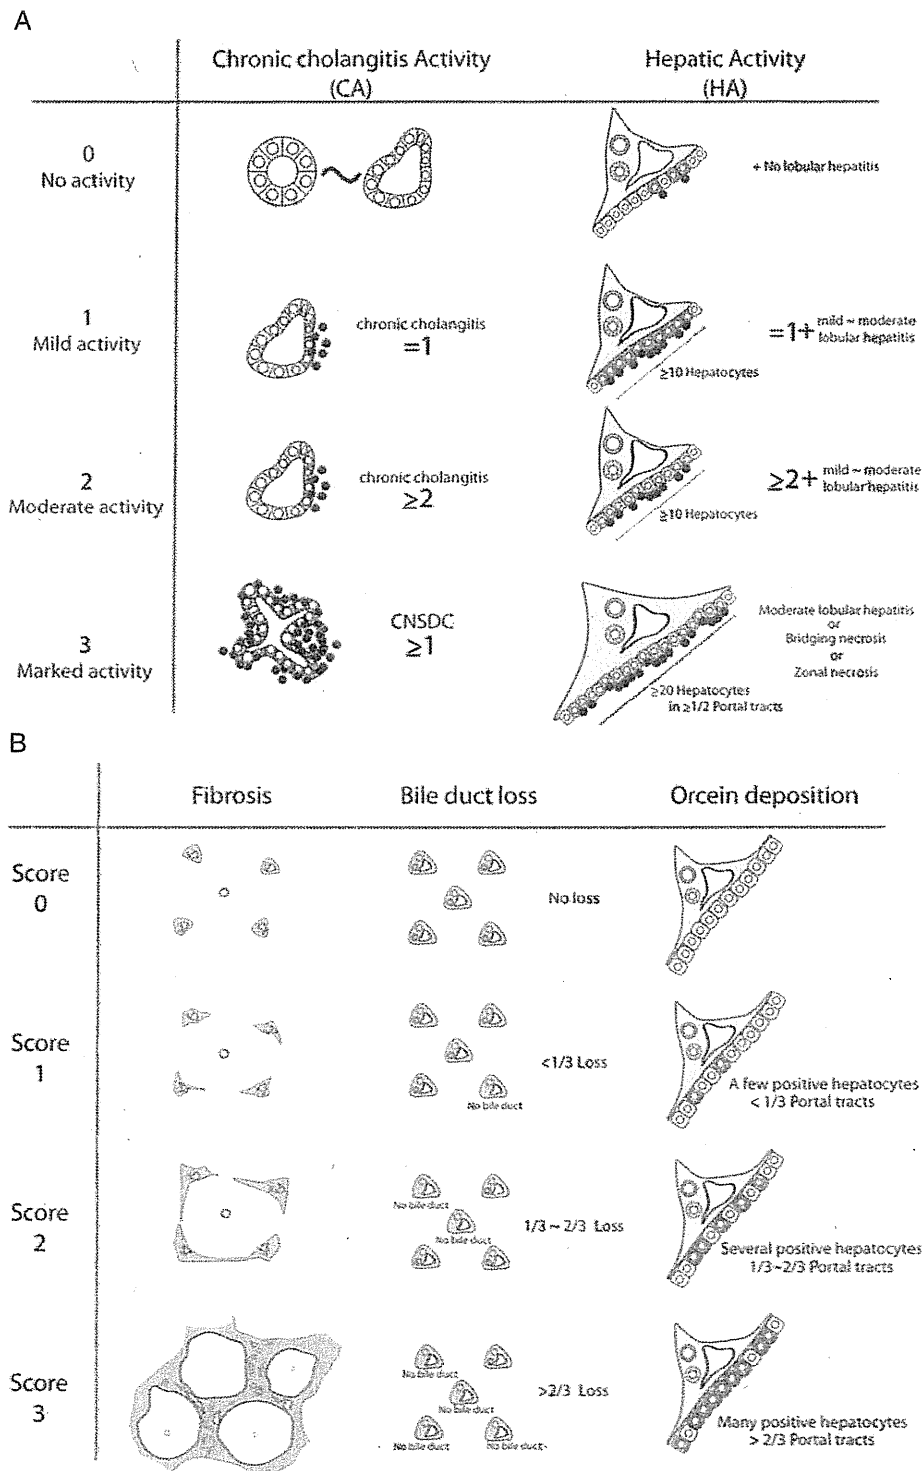 A
Chronic cholangitis Activity
(CA)
Hepatic Activity
(HA)
0
No activity
+ No lobular hepatitis
1
Mild activity
chronic cholangitis
=1
≥10 Hepatocytes
=1+ mild ~ moderate
lobular hepatitis
2
Moderate activity
chronic cholangitis
≥2
≥10 Hepatocytes
≥2+ mild ~ moderate
lobular hepatitis
3
Marked activity
CNSDC
≥1
≥20 Hepatocytes
in ≥1/2 Portal tracts
Moderate lobular hepatitis
or
Bridging necrosis
or
Zonal necrosis
B
Fibrosis
Bile duct loss
Orcein deposition
Score
0
No loss
Score
1
No bile duct
<1/3 Loss
A few positive hepatocytes
< 1/3 Portal tracts
Score
2
No bile duct
No bile duct
1/3 ~ 2/3 Loss
Several positive hepatocytes
1/3~2/3 Portal tracts
Score
3
No bile duct
No bile duct
No bile duct
No bile duct
>2/3 Loss
Many positive hepatocytes
> 2/3 Portal tracts